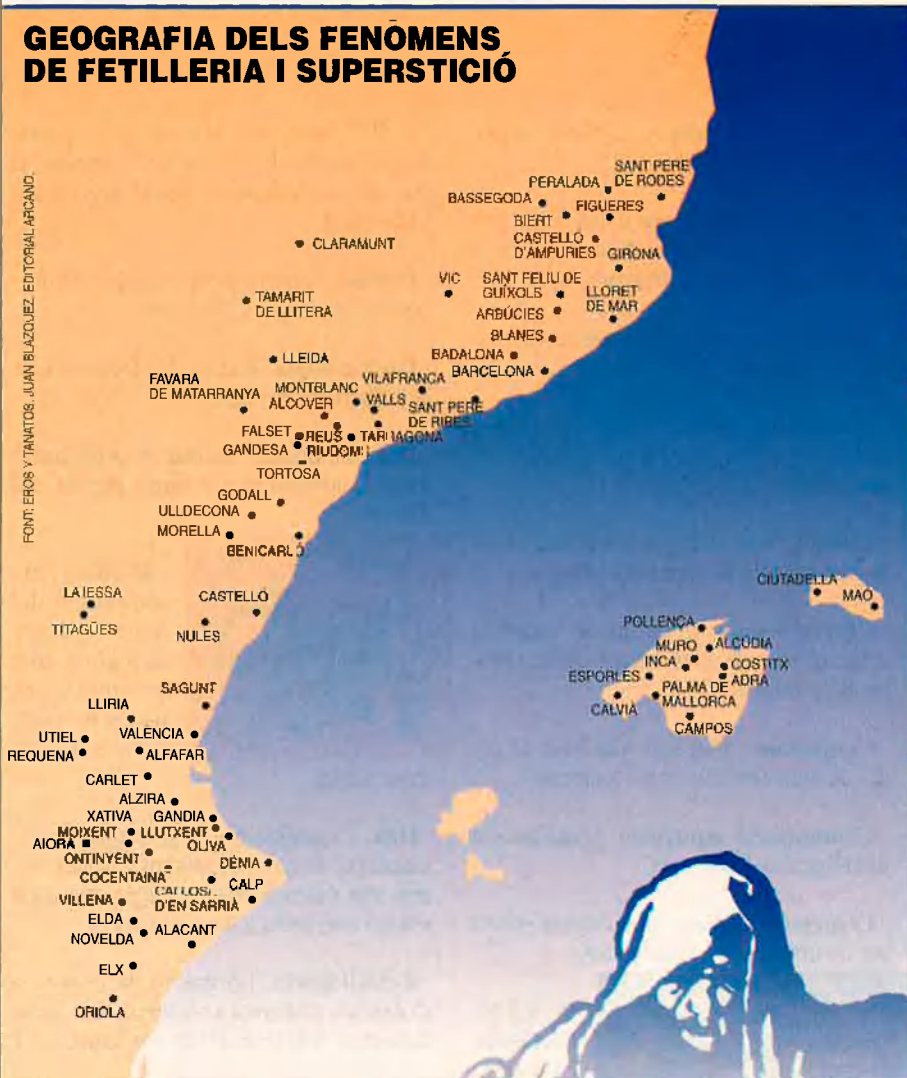 GEOGRAFIA DELS FENÒMENS
DE FETILLERIA I SUPERSTICIÓ
FONT: EROS Y TANATOS. JUAN BLAZQUEZ. EDITORIAL ARCANO.
SANT PERE
DE RODES
PERALADA
BASSEGODA
FIGUERES
BIERT
CASTELLÓ
D'AMPURIES
GIRONA
CLARAMUNT
VIC
SANT FELIU DE
GUÍXOLS
LLORET
DE MAR
TAMARIT
DE LLITERA
ARBÚCIES
BLANES
LLEIDA
BADALONA
BARCELONA
FAVARA
DE MATARRANYA
MONTBLANC
VILAFRANCA
ALCOVER
VALLS
SANT PERE
DE RIBES
FALSET
REUS
TARRAGONA
GANDESA
RIUDOMS
TORTOSA
GODALL
ULLDECONA
MORELLA
BENICARLÓ
LA IESSA
TITAGÜES
CASTELLÓ
NULES
CIUTADELLA
MAÓ
POLLENÇA
MURO
ALCÚDIA
INCA
COSTITX
ESPORLES
ADRA
PALMA DE
MALLORCA
CALVIÀ
CAMPOS
SAGUNT
LLIRIA
UTIEL
VALENCIA
REQUENA
ALFAFAR
CARLET
ALZIRA
XATIVA
GANDIA
MOIXENT
LLUTXENT
AIORA
OLIVA
ONTINYENT
DÉNIA
COCENTAINA
CALP
CALLOSA
D'EN SARRIÀ
VILLENA
ELDA
NOVELDA
ALACANT
ELX
ORIOLA